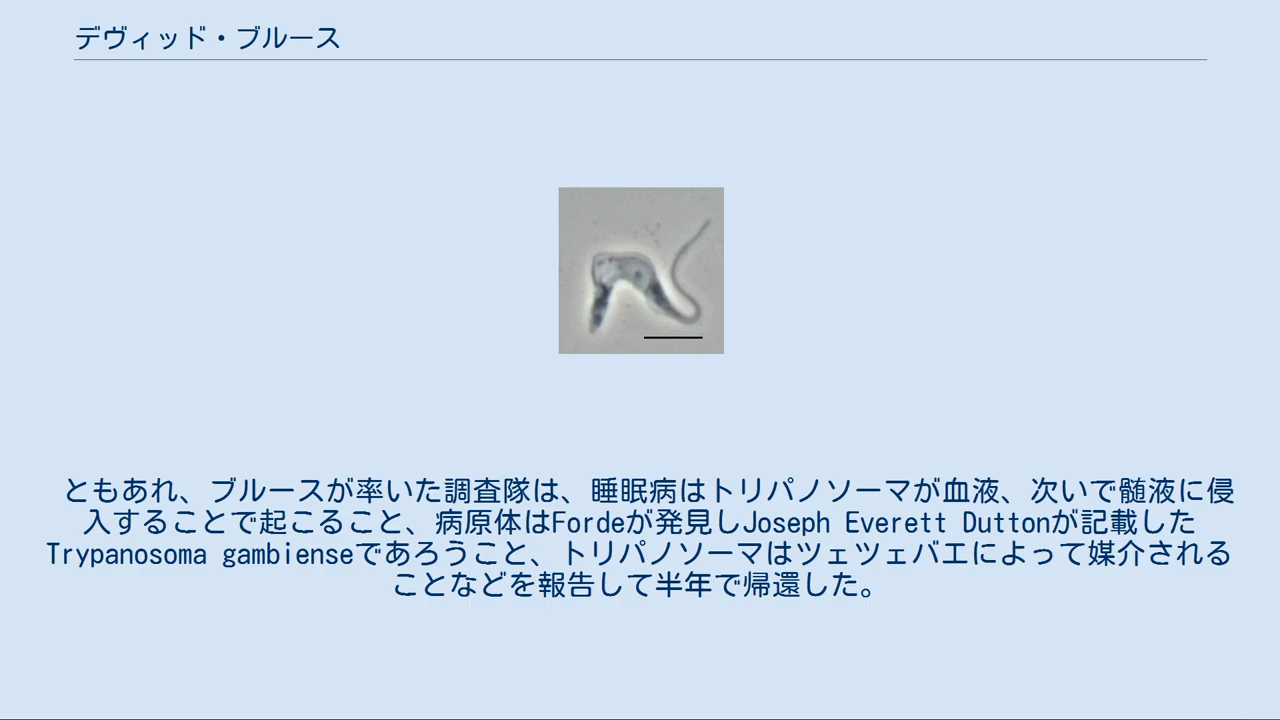 デヴィッド・ブルース
ともあれ、ブルースが率いた調査隊は、睡眠病はトリパノソーマが血液、次いで髄液に侵
入することで起こること、病原体はFordeが発見しJoseph Everett Duttonが記載した
Trypanosoma gambienseであろうこと、トリパノソーマはツェツェバエによって媒介される
ことなどを報告して半年で帰還した。